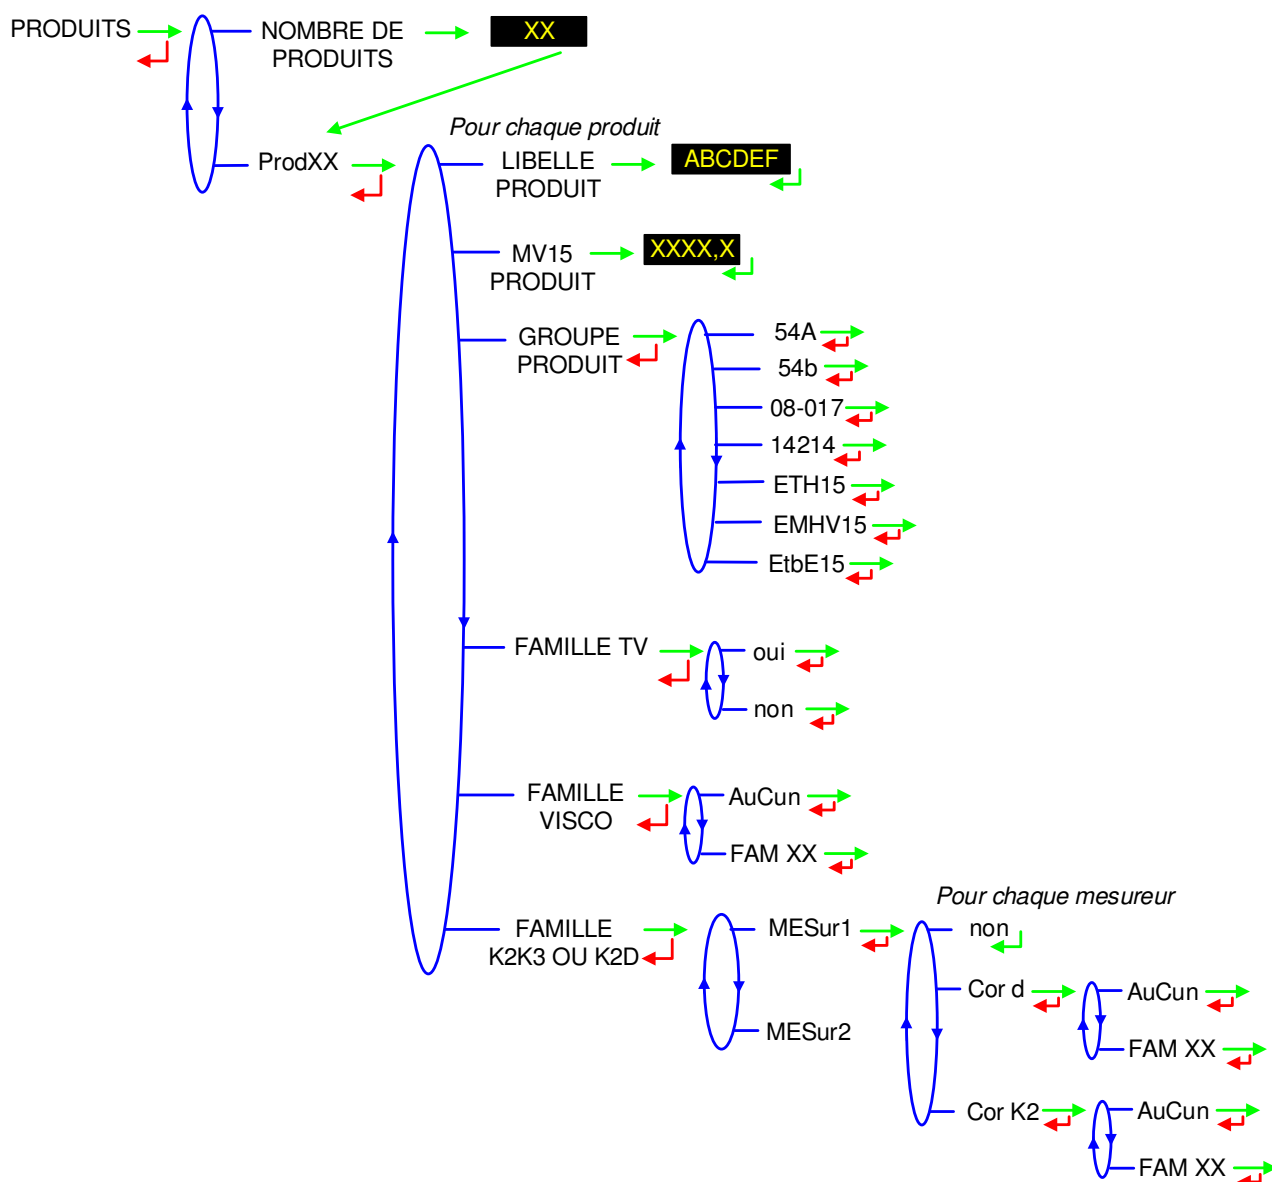 PRODUITS
NOMBRE DE
PRODUITS
XX
ProdXX
Pour chaque produit
LIBELLE
PRODUIT
ABCDEF
MV15
PRODUIT
XXXX,X
GROUPE
PRODUIT
54A
54b
08-017
14214
ETH15
EMHV15
EtbE15
FAMILLE TV
oui
non
FAMILLE
VISCO
AuCun
FAM XX
FAMILLE
K2K3 OU K2D
MESur1
MESur2
Pour chaque mesureur
non
Cor d
AuCun
FAM XX
Cor K2
AuCun
FAM XX